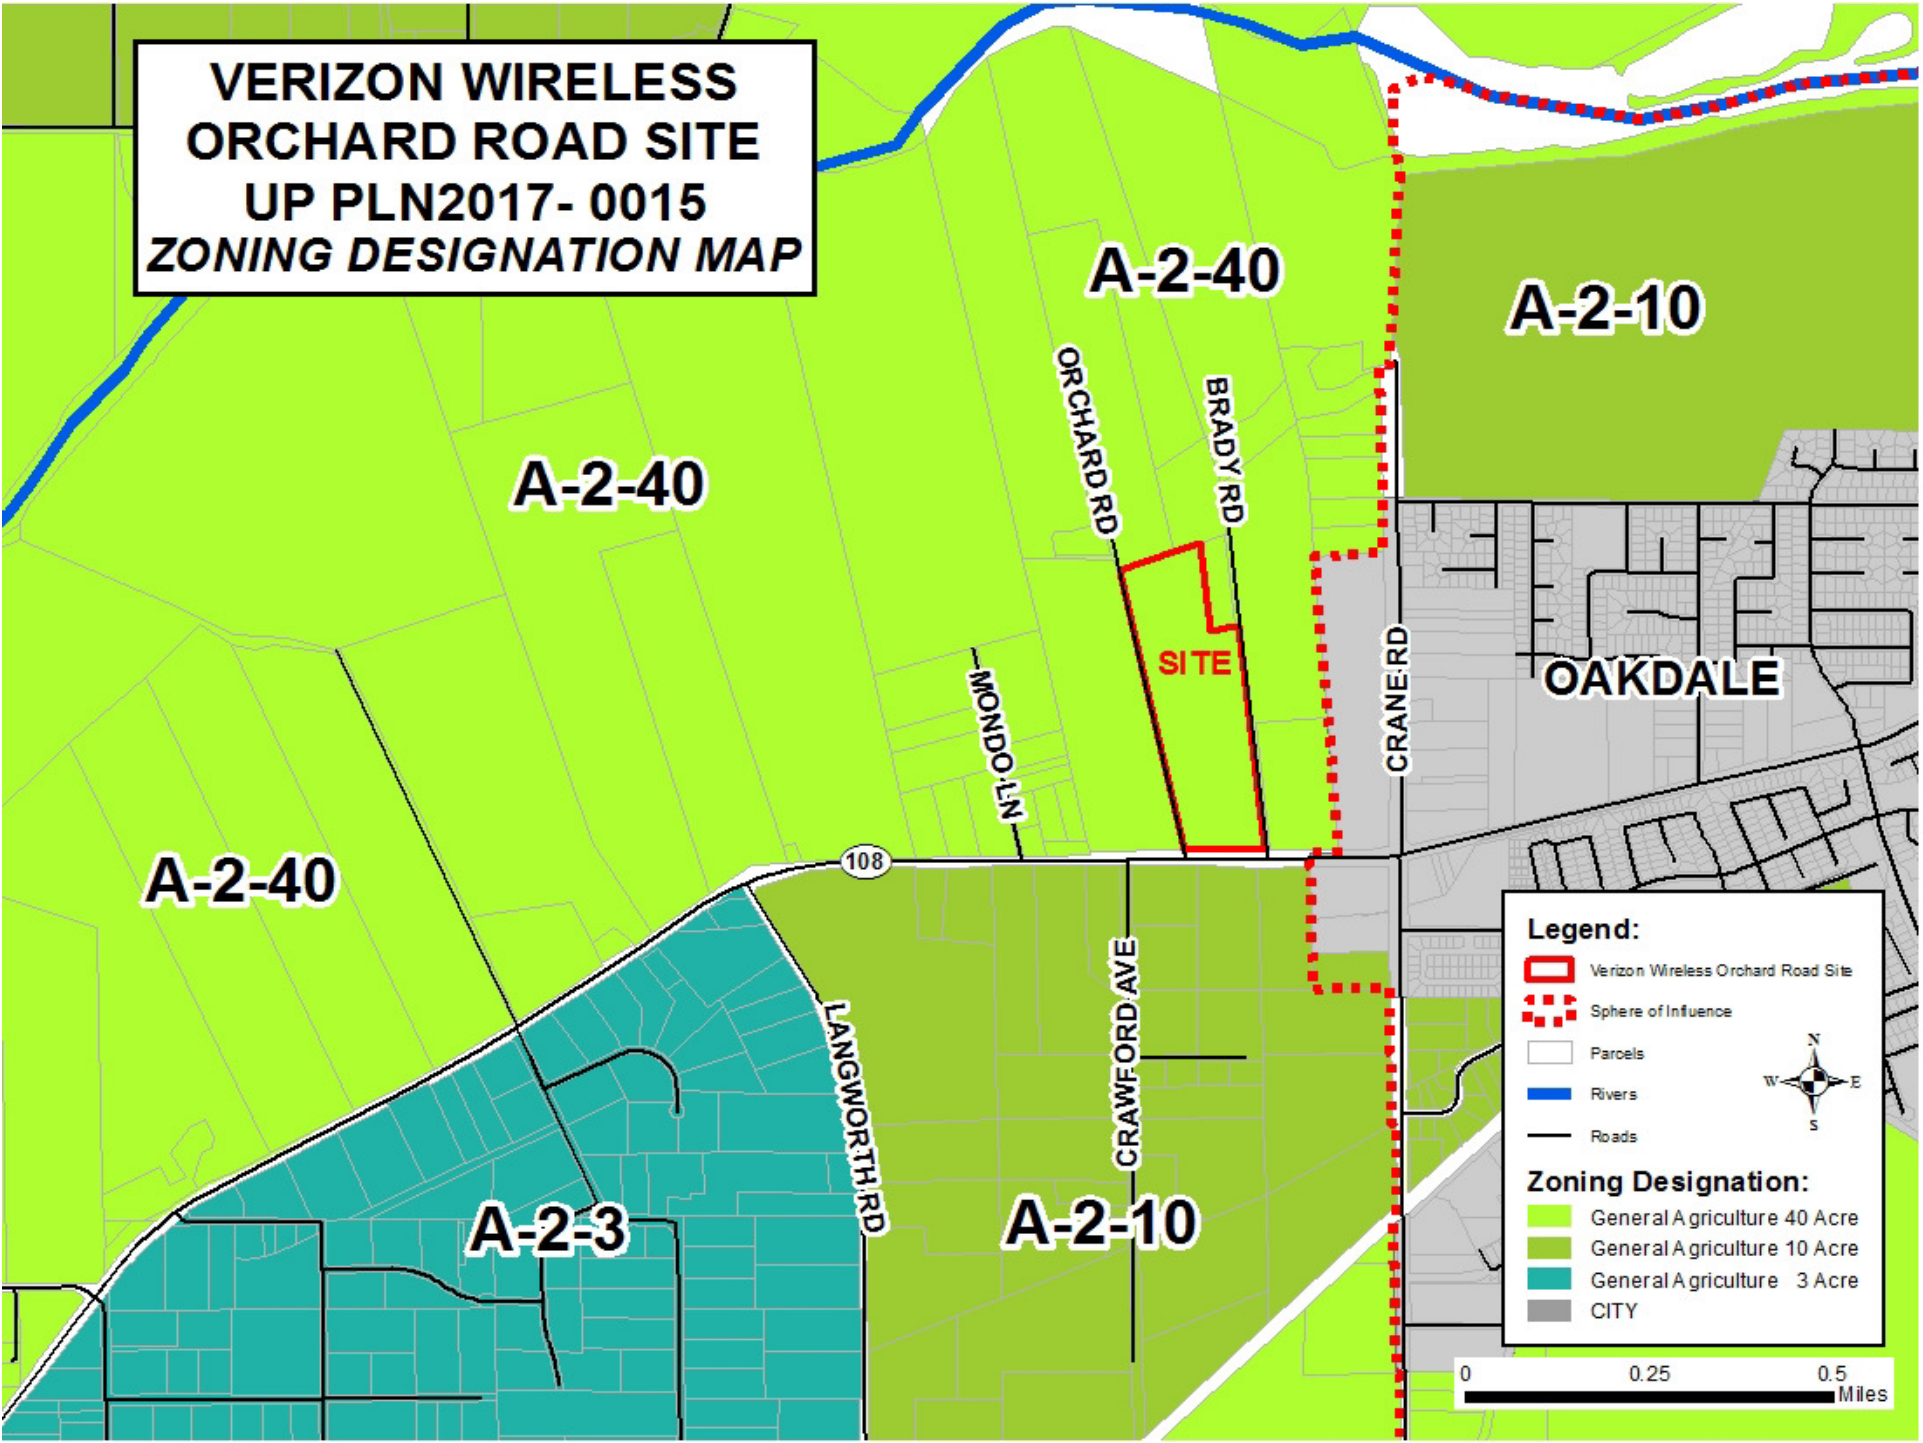 VERIZON WIRELESS
ORCHARD ROAD SITE
UP PLN2017- 0015
ZONING DESIGNATION MAP
A-2-40
A-2-10
ORCHARD RD
BRADY RD
A-2-40
SITE
CRANE RD
OAKDALE
MONDO LN
108
A-2-40
LANGWORTH RD
CRAWFORD AVE
A-2-3
A-2-10
Legend:
Verizon Wireless Orchard Road Site
Sphere of Influence
Parcels
Rivers
Roads
N
W
E
S
Zoning Designation:
General Agriculture 40 Acre
General Agriculture 10 Acre
General Agriculture 3 Acre
CITY
0 0.25 0.5
Miles